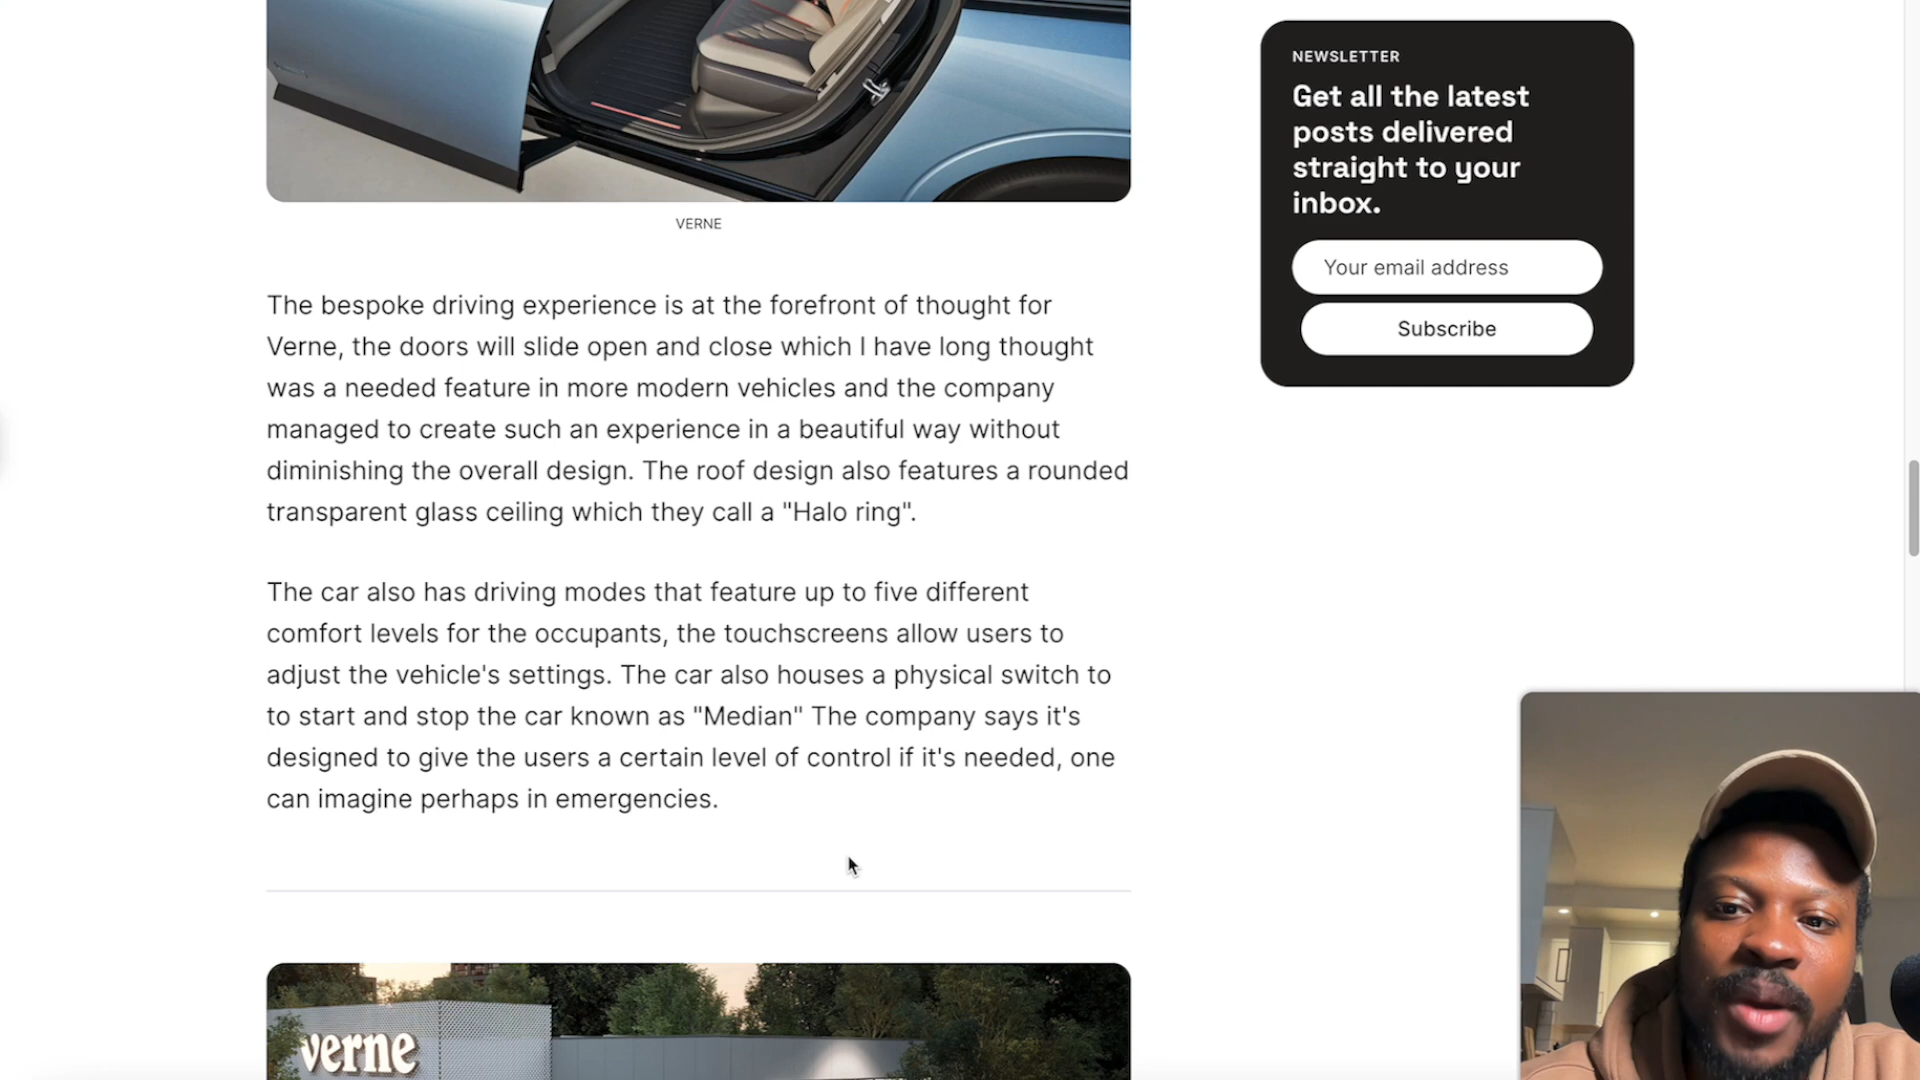 VERNE
The bespoke driving experience is at the forefront of thought for
Verne, the doors will slide open and close which I have long thought
was a needed feature in more modern vehicles and the company
managed to create such an experience in a beautiful way without
diminishing the overall design. The roof design also features a rounded
transparent glass ceiling which they call a "Halo ring".
The car also has driving modes that feature up to five different
comfort levels for the occupants, the touchscreens allow users to
adjust the vehicle's settings. The car also houses a physical switch to
to start and stop the car known as "Median" The company says it's
designed to give the users a certain level of control if it's needed, one
can imagine perhaps in emergencies.
verne
NEWSLETTER
Get all the latest
posts delivered
straight to your
inbox.
Your email address
Subscribe